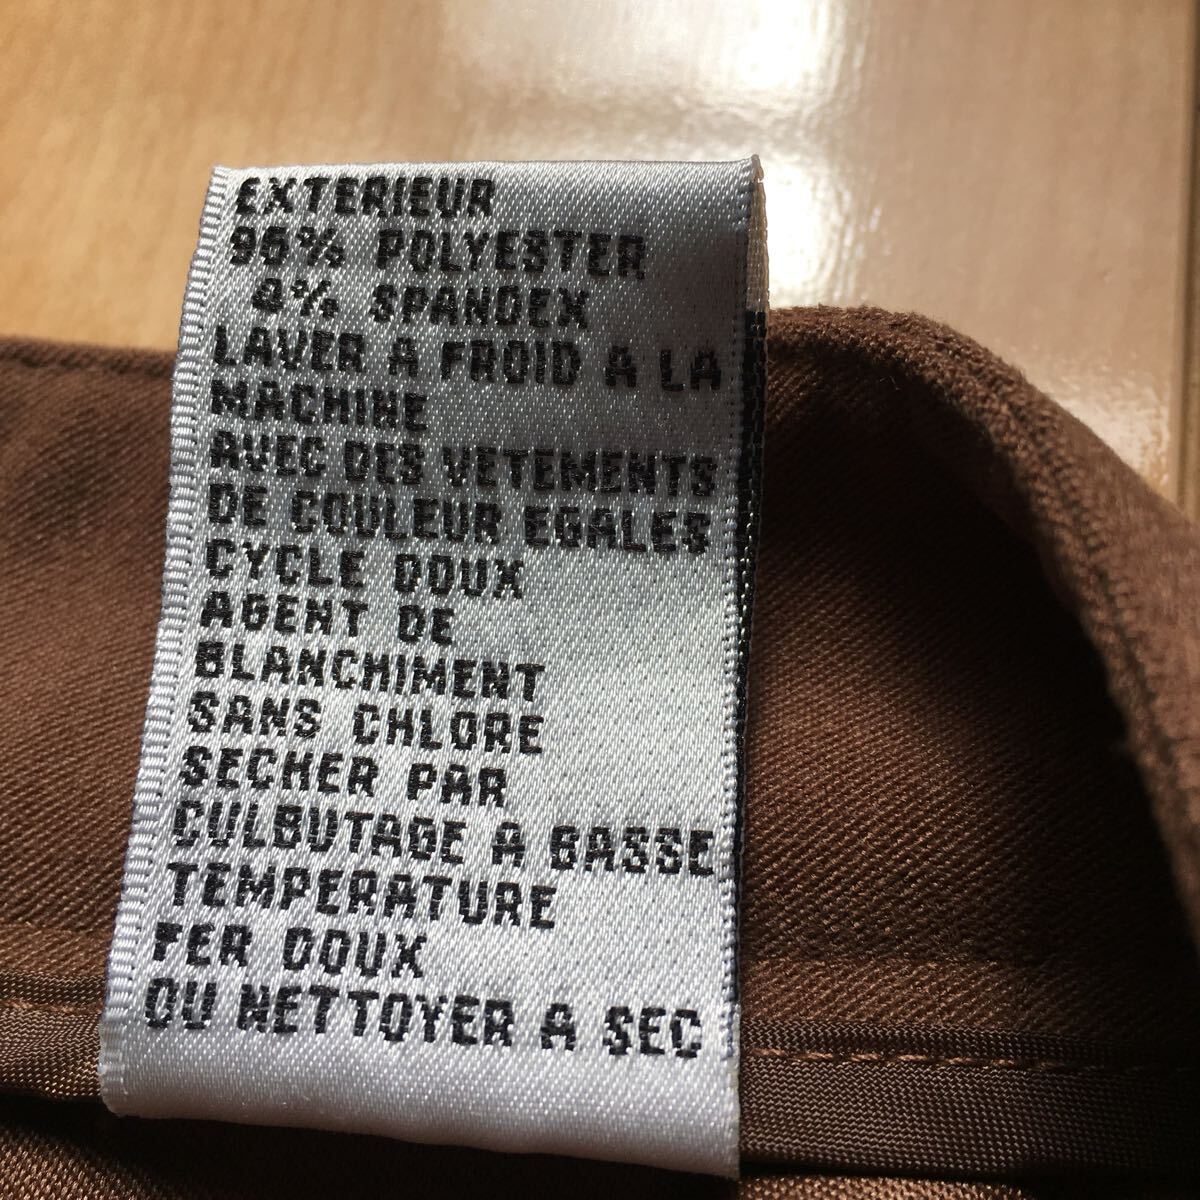 EXTERIEUR
96% POLYESTER
4% SPANDEX
LAVER A FROID A LA
MACHINE
AVEC DES VETEMENTS
DE COULEUR EGALES
CYCLE DOUX
AGENT DE
BLANCHIMENT
SANS CHLORE
SECHER PAR
CULBUTAGE A BASSE
TEMPERATURE
FER DOUX
OU NETTOYER A SEC